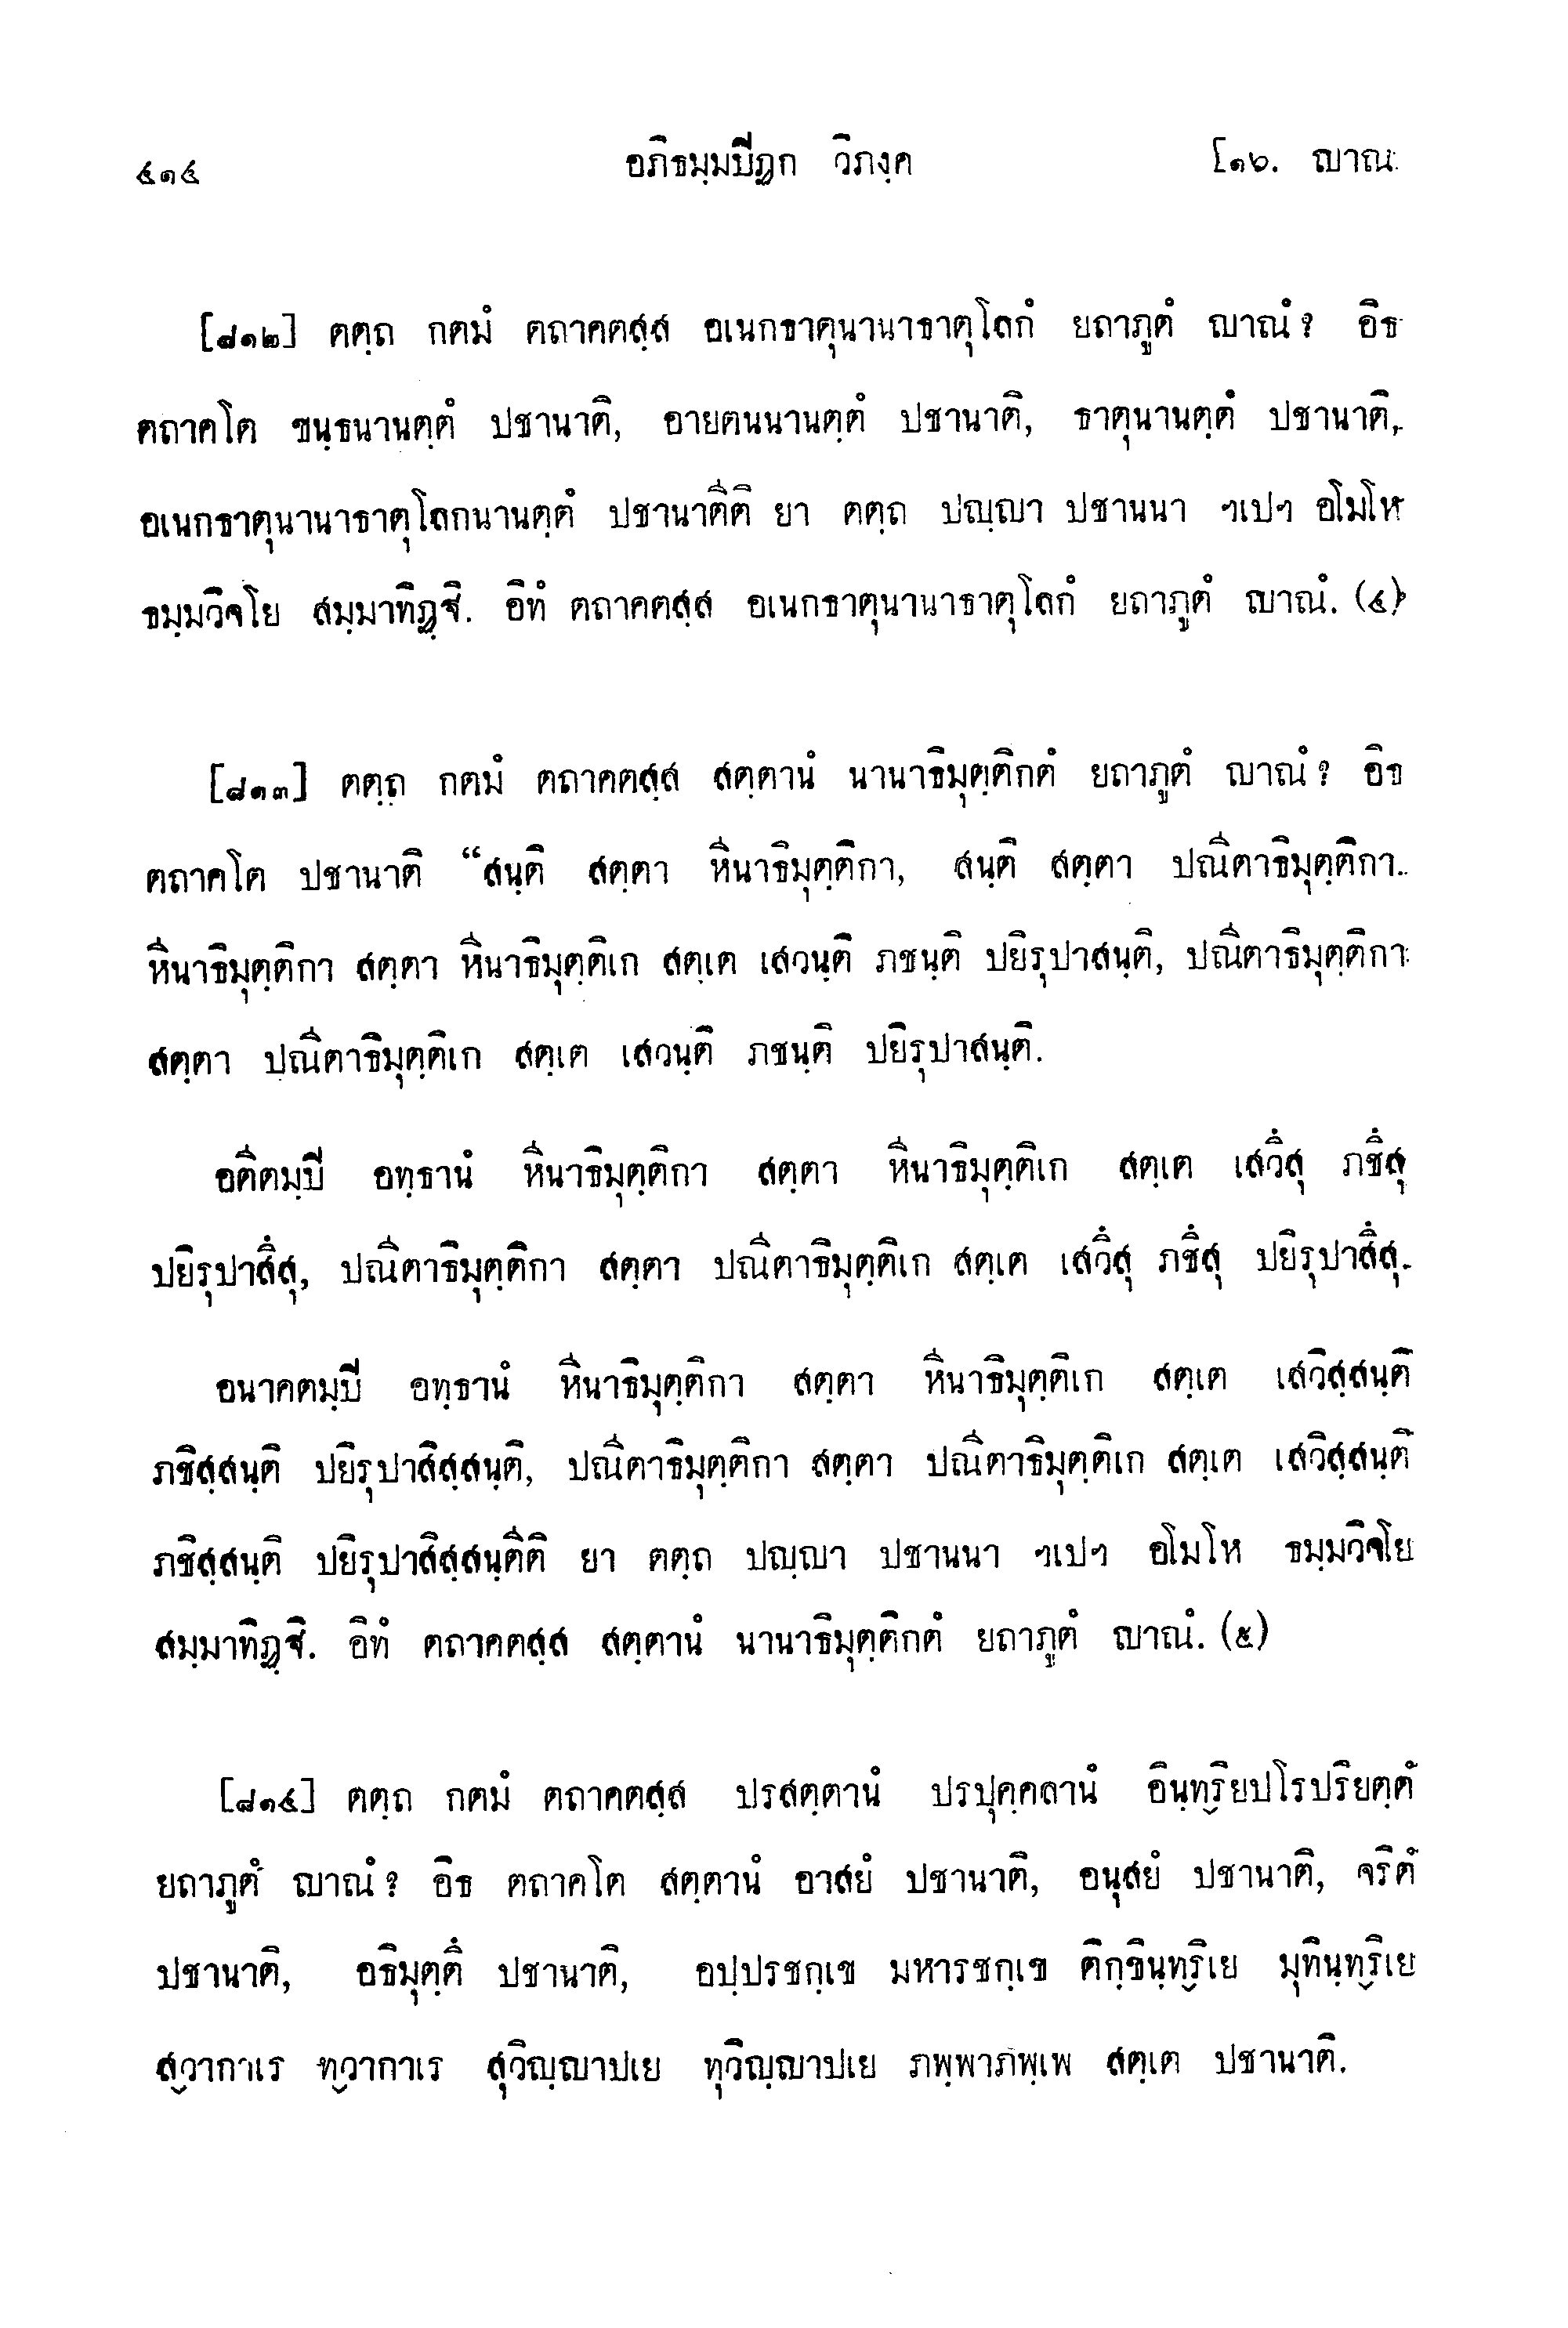 ๔๑๔ อภิธมฺมปิฏก วิภงฺค [๑๖. ญาณ
[๘๑๒] ตตฺถ กตมํ ตถาคตสฺส อเนกธาตุนานาธาตุโลกํ ยถาภูตํ ญาณํ? อิธ
ตถาคโต ขนฺธนานตฺตํ ปชานาติ, อายตนนานตฺตํ ปชานาติ, ธาตุนานตฺตํ ปชานาติ,
อเนกธาตุนานาธาตุโลกนานตฺตํ ปชานาตีติ ยา ตตฺถ ปญฺญา ปชานนา ฯเปฯ อโมโห
ธมฺมวิจโย สมฺมาทิฏฺฐิ. อิทํ ตถาคตสฺส อเนกธาตุนานาธาตุโลกํ ยถาภูตํ ญาณํ. (๔)
[๘๑๓] ตตฺถ กตมํ ตถาคตสฺส สตฺตานํ นานาธิมุตฺติกตํ ยถาภูตํ ญาณํ? อิธ
ตถาคโต ปชานาติ “สนฺติ สตฺตา หีนาธิมุตฺติกา, สนฺติ สตฺตา ปณีตาธิมุตฺติกา.
หีนาธิมุตฺติกา สตฺตา หีนาธิมุตฺติเก สตฺเต เสวนฺติ ภชนฺติ ปยิรุปาสนฺติ, ปณีตาธิมุตฺติกา
สตฺตา ปณีตาธิมุตฺติเก สตฺเต เสวนฺติ ภชนฺติ ปยิรุปาสนฺติ.
อตีตมฺปิ อทฺธานํ หีนาธิมุตฺติกา สตฺตา หีนาธิมุตฺติเก สตฺเต เสวึสุ ภชึสุ
ปยิรุปาสึสุ, ปณีตาธิมุตฺติกา สตฺตา ปณีตาธิมุตฺติเก สตฺเต เสวึสุ ภชึสุ ปยิรุปาสึสุ.
อนาคตมฺปิ อทฺธานํ หีนาธิมุตฺติกา สตฺตา หีนาธิมุตฺติเก สตฺเต เสวิสฺสนฺติ
ภชิสฺสนฺติ ปยิรุปาสิสฺสนฺติ, ปณีตาธิมุตฺติกา สตฺตา ปณีตาธิมุตฺติเก สตฺเต เสวิสฺสนฺติ
ภชิสฺสนฺติ ปยิรุปาสิสฺสนฺตีติ ยา ตตฺถ ปญฺญา ปชานนา ฯเปฯ อโมโห ธมฺมวิจโย
สมฺมาทิฏฺฐิ. อิทํ ตถาคตสฺส สตฺตานํ นานาธิมุตฺติกตํ ยถาภูตํ ญาณํ. (๕)
[๘๑๔] ตตฺถ กตมํ ตถาคตสฺส ปรสตฺตานํ ปรปุคฺคลานํ อินฺทฺริยปโรปริยตฺตํ
ยถาภูตํ ญาณํ? อิธ ตถาคโต สตฺตานํ อาสยํ ปชานาติ, อนุสยํ ปชานาติ, จริตํ
ปชานาติ, อธิมุตฺตึ ปชานาติ, อปฺปรชกฺเข มหารชกฺเข ติกฺขินฺทฺริเย มุทินฺทฺริเย
สฺวากาเร ทฺวากาเร สุวิญฺญาปเย ทุวิญฺญาปเย ภพฺพาภพฺเพ สตฺเต ปชานาติ.